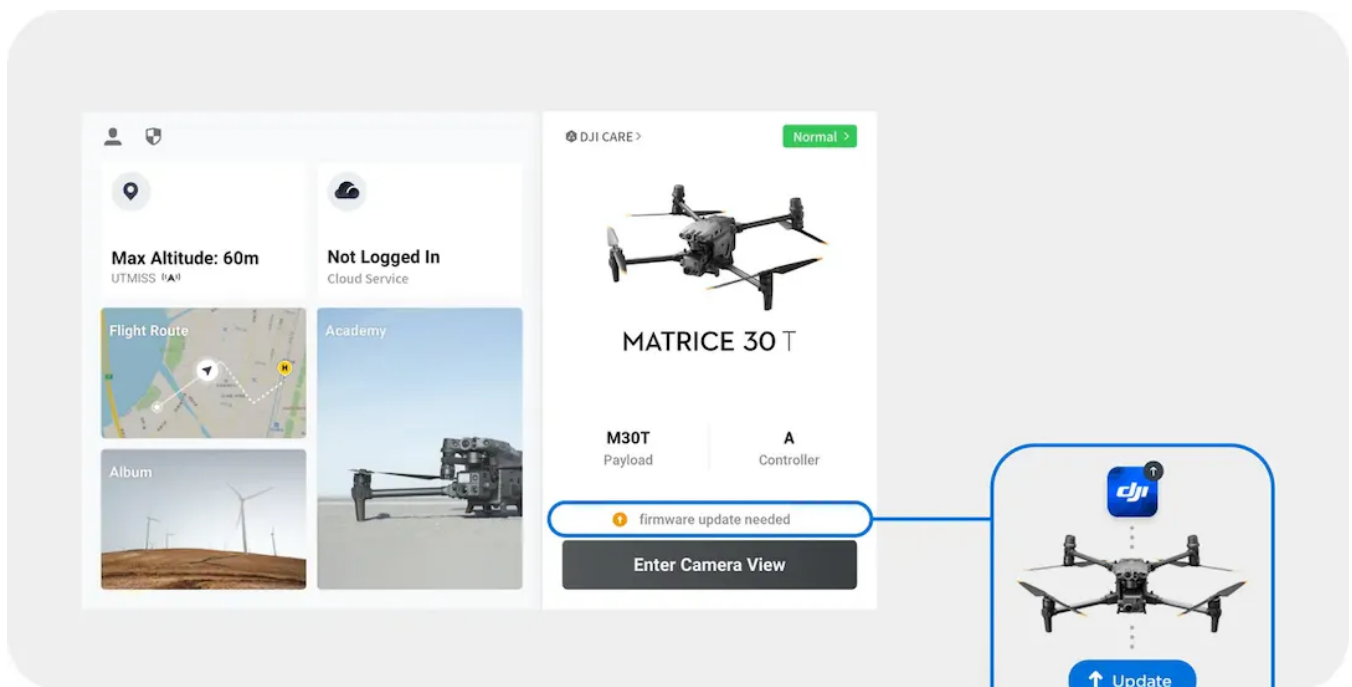 DJI CARE >
Normal >
Max Altitude: 60m
UTMISS
Not Logged In
Cloud Service
Flight Route
H
Academy
Album
MATRICE 30 T
M30T
Payload
A
Controller
firmware update needed
Enter Camera View
dji
Update